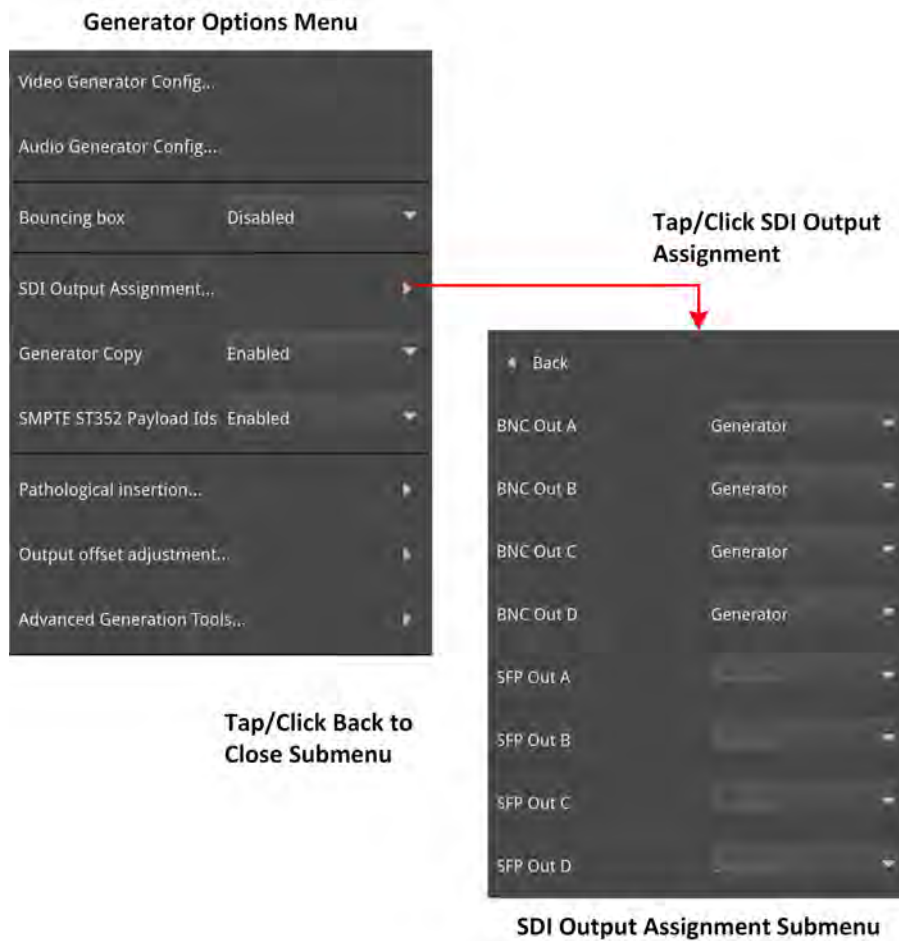 Generator Options Menu
Video Generator Config...
Audio Generator Config...
Bouncing box Disabled
SDI Output Assignment...
Generator Copy Enabled
SMPTE ST352 Payload Ids Enabled
Pathological insertion...
Output offset adjustment...
Advanced Generation Tools...
Tap/Click SDI Output
Assignment
Back
BNC Out A Generator
BNC Out B Generator
BNC Out C Generator
BNC Out D Generator
SFP Out A
SFP Out B
SFP Out C
SFP Out D
Tap/Click Back to
Close Submenu
SDI Output Assignment Submenu